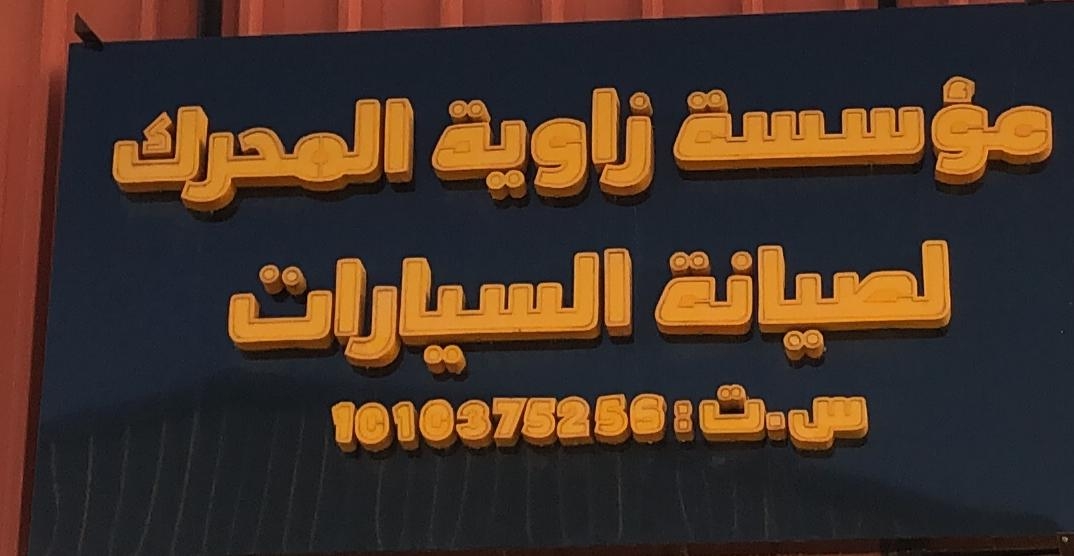 مؤسسة زاوية المحرك
لصيانة السيارات
س.ت: 1010375256